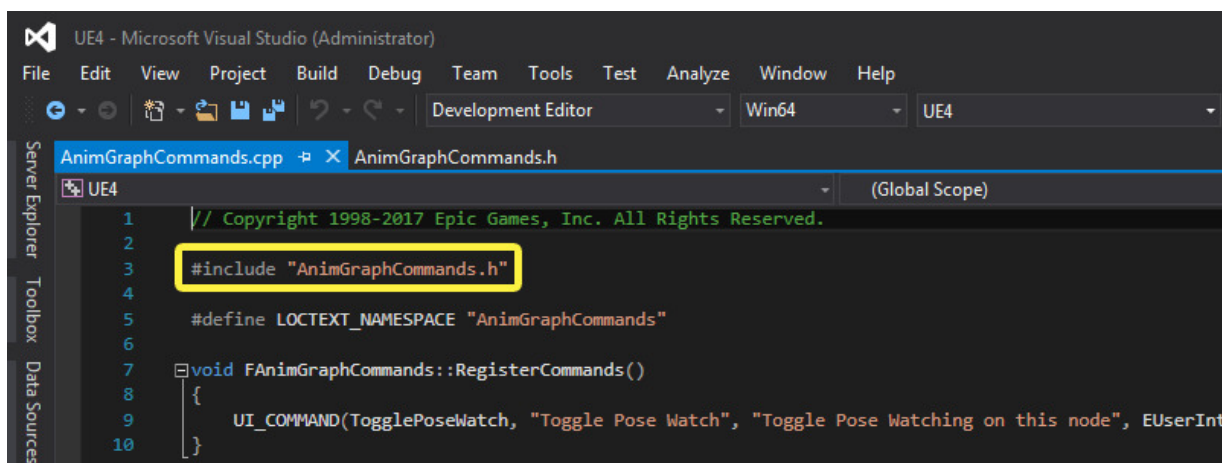 UE4 - Microsoft Visual Studio (Administrator)
File Edit View Project Build Debug Team Tools Test Analyze Window Help
Development Editor Win64 UE4
AnimGraphCommands.cpp AnimGraphCommands.h
UE4 (Global Scope)
Server Explorer
Toolbox
Data Sources
1 // Copyright 1998-2017 Epic Games, Inc. All Rights Reserved.
2
3 #include "AnimGraphCommands.h"
4
5 #define LOCTEXT_NAMESPACE "AnimGraphCommands"
6
7 void FAnimGraphCommands::RegisterCommands()
8 {
9 UI_COMMAND(TogglePoseWatch, "Toggle Pose Watch", "Toggle Pose Watching on this node", EUserInt
10 }